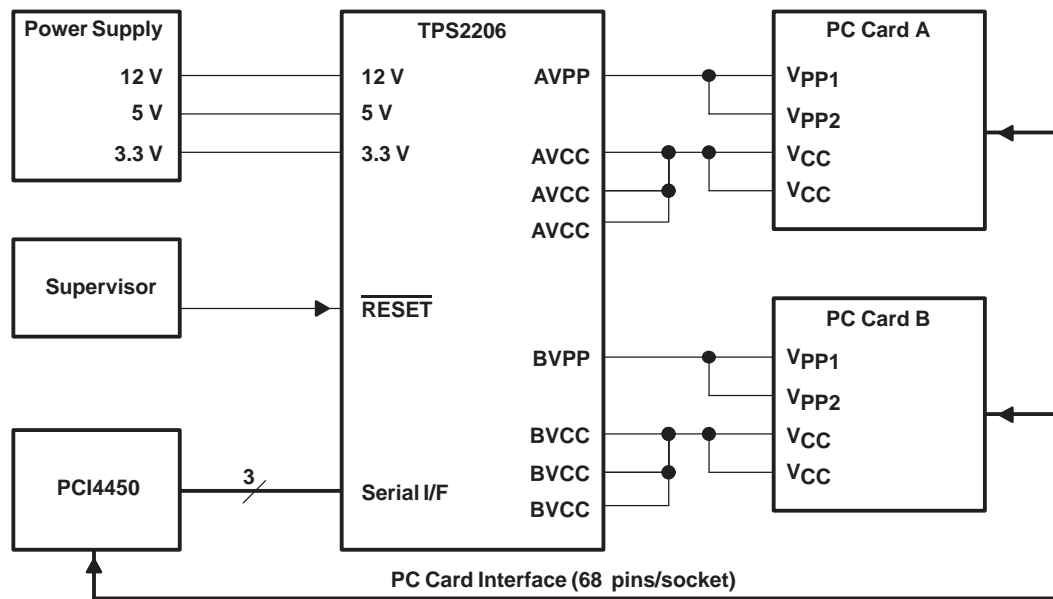 Power Supply
12 V
5 V
3.3 V
Supervisor
PCI4450
3
TPS2206
12 V
5 V
3.3 V
RESET
Serial I/F
AVPP
AVCC
AVCC
AVCC
BVPP
BVCC
BVCC
BVCC
PC Card A
VPP1
VPP2
VCC
VCC
PC Card B
VPP1
VPP2
VCC
VCC
PC Card Interface (68 pins/socket)